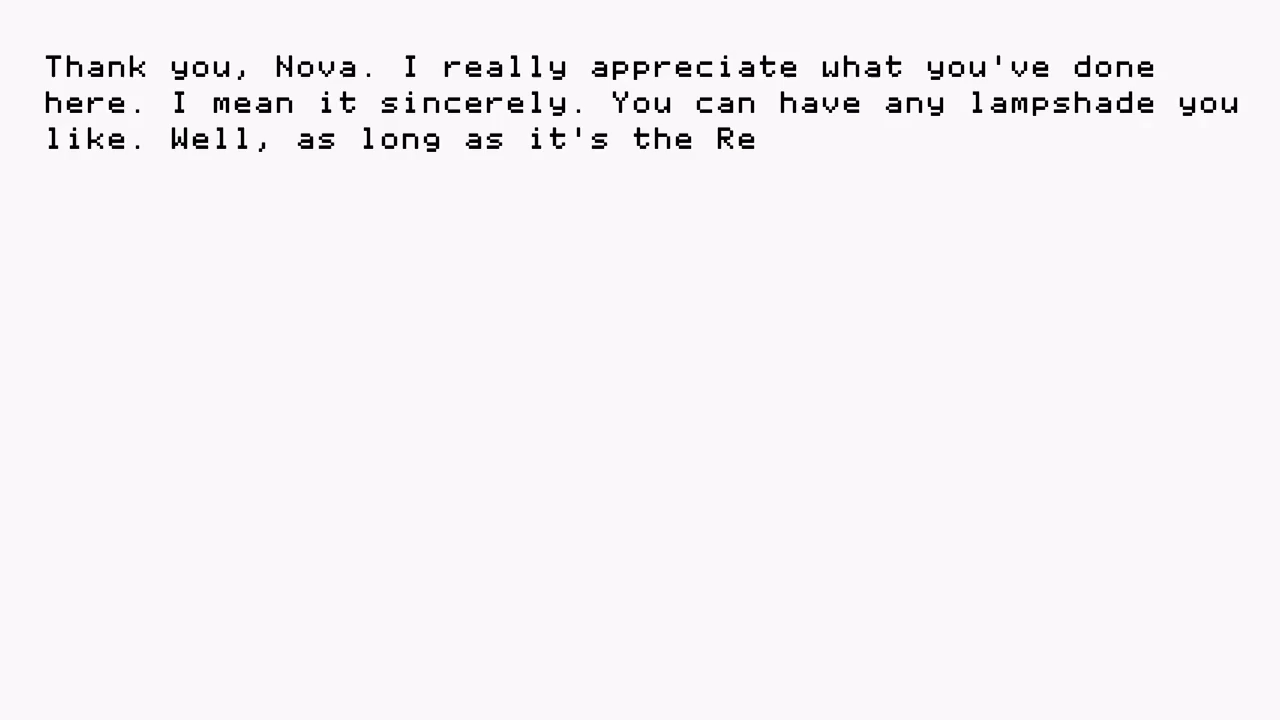 Thank you, Nova. I really appreciate what you've done
here. I mean it sincerely. You can have any lampshade you
like. Well, as long as it's the Re